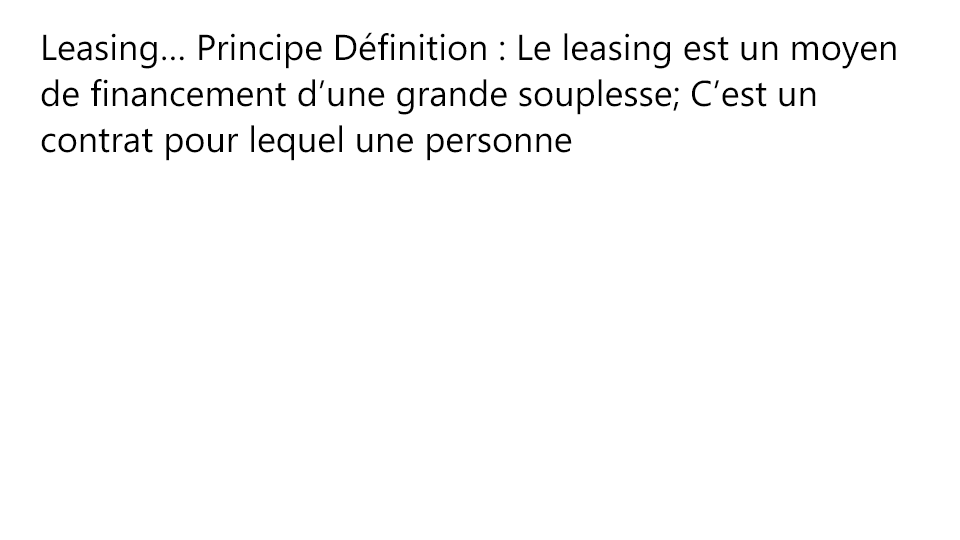 Leasing… Principe Définition : Le leasing est un moyen
de financement d’une grande souplesse; C’est un
contrat pour lequel une personne